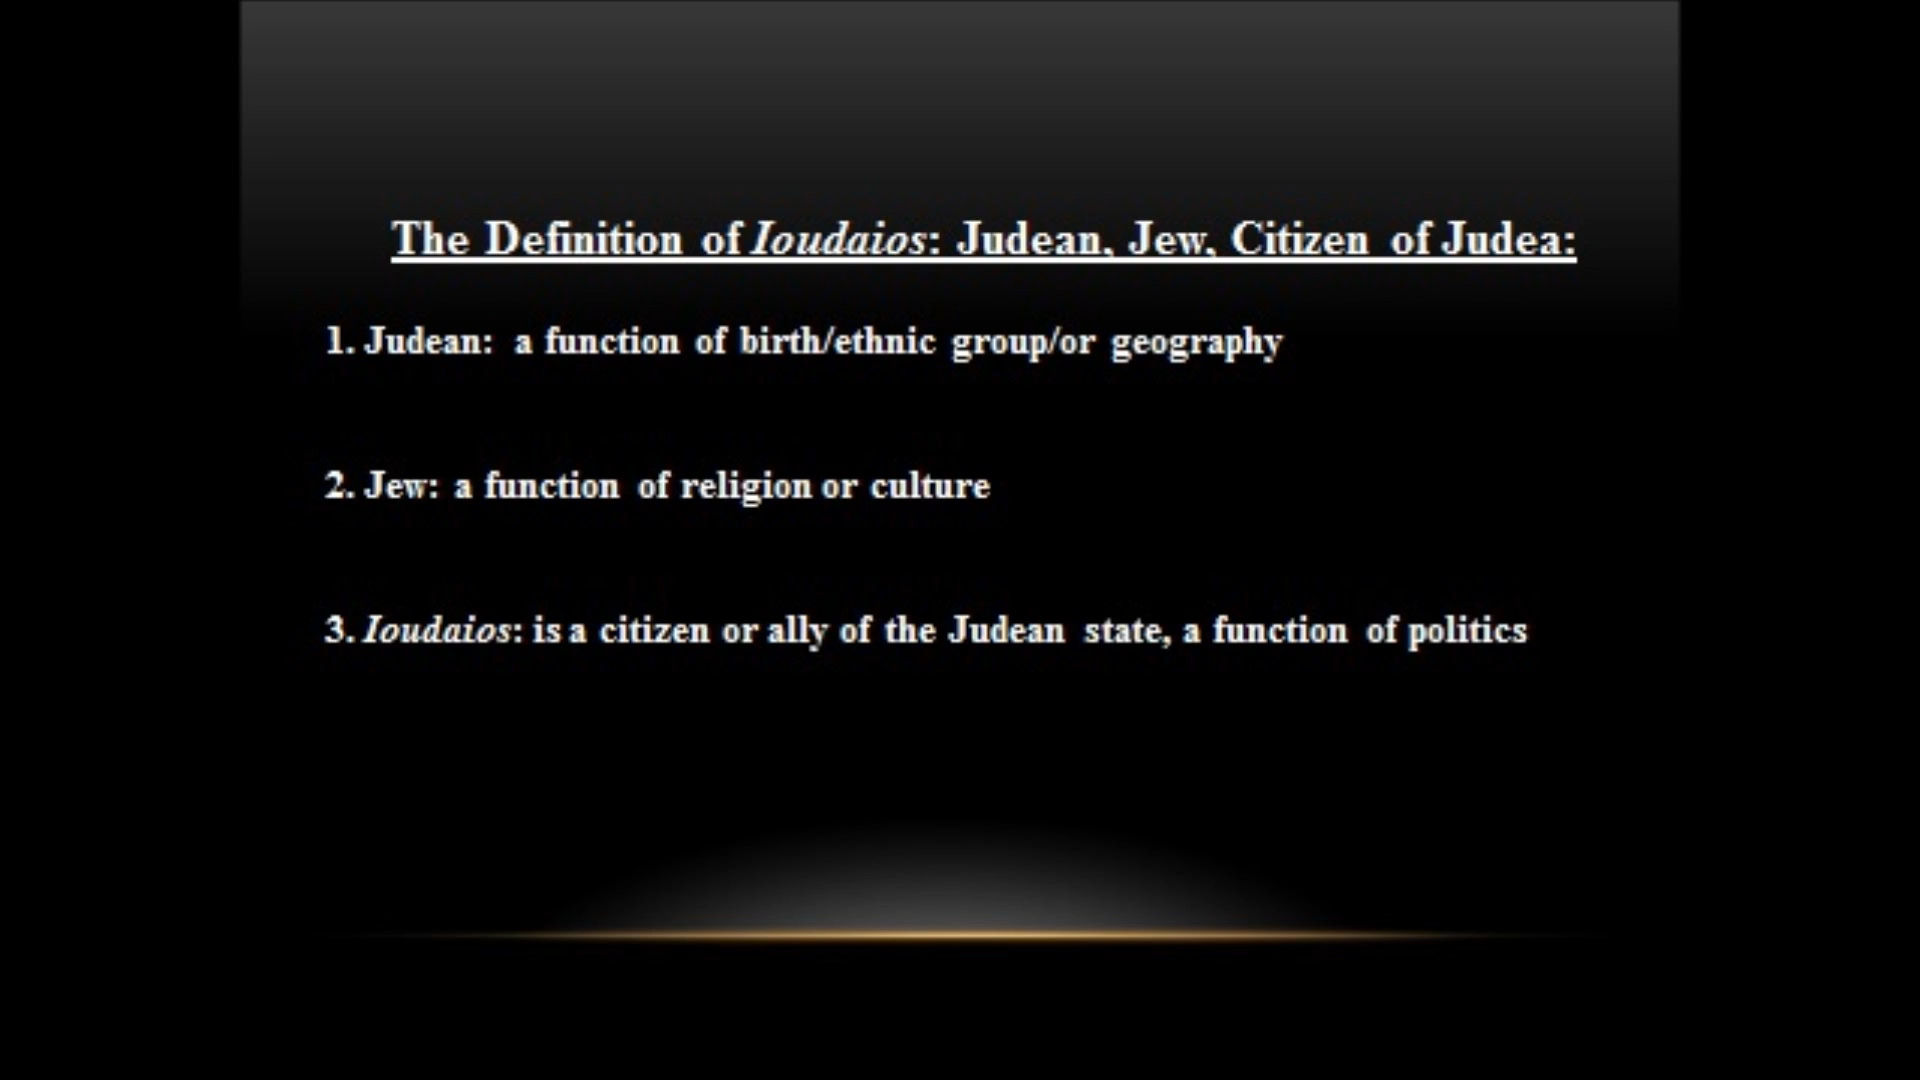 The Definition of Ioudaios: Judean, Jew, Citizen of Judea:
1. Judean: a function of birth/ethnic group/or geography
2. Jew: a function of religion or culture
3. Ioudaios: is a citizen or ally of the Judean state, a function of politics